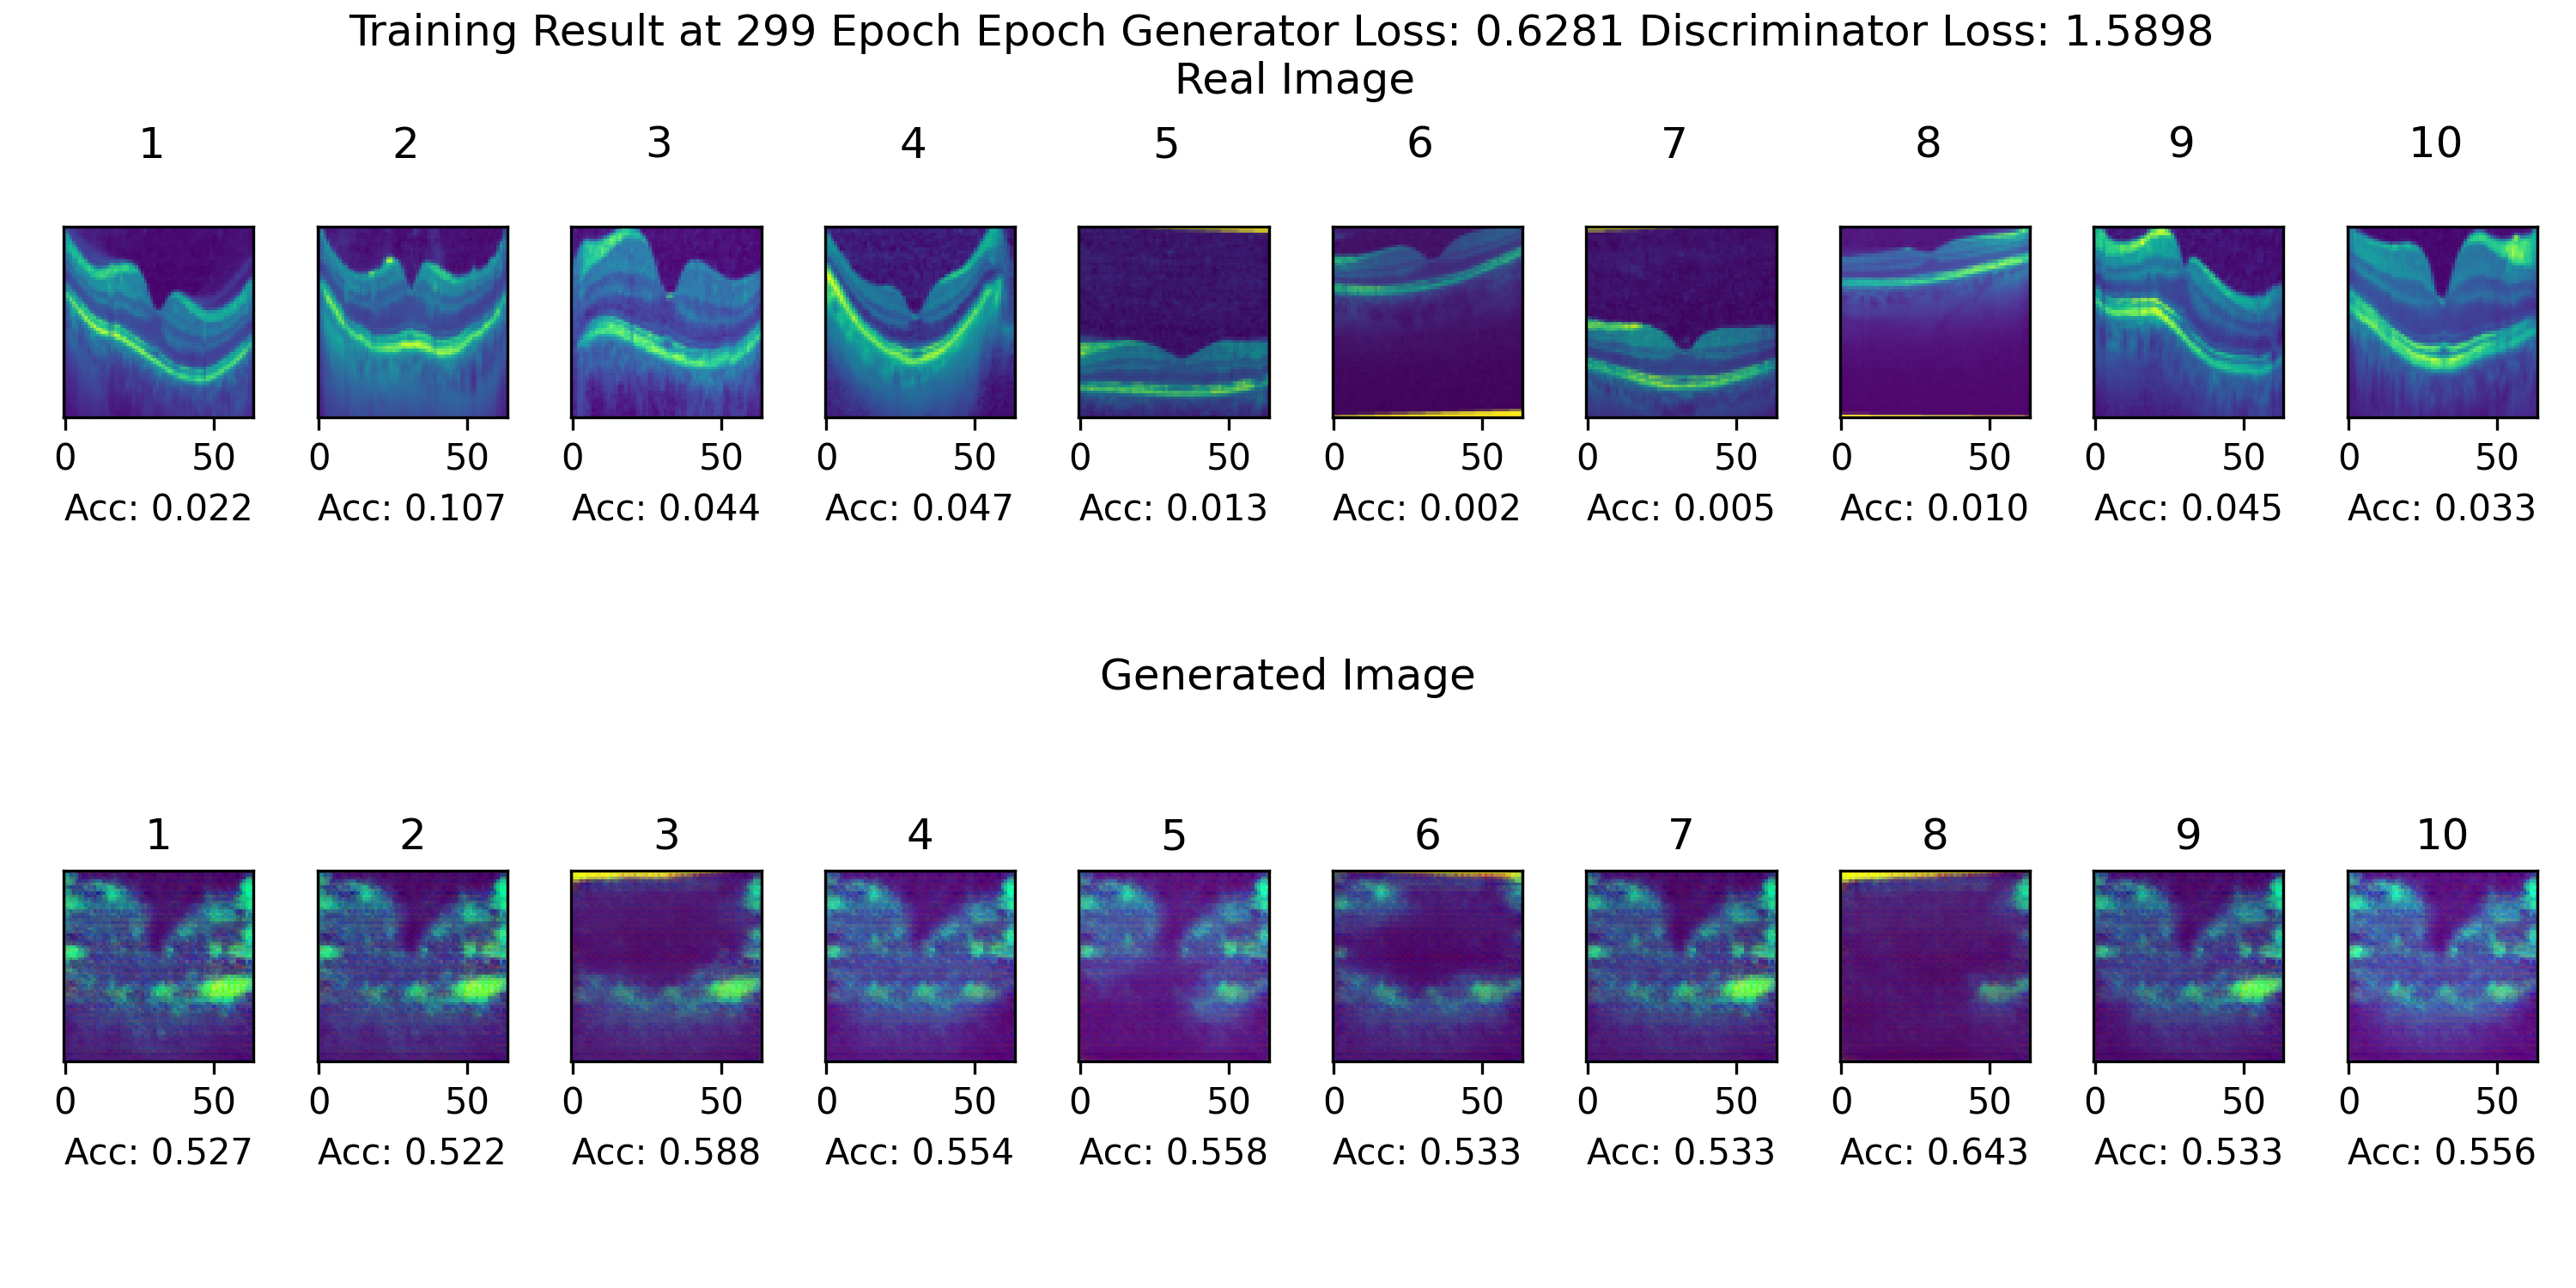 Training Result at 299 Epoch Epoch Generator Loss: 0.6281 Discriminator Loss: 1.5898
Real Image
1 2 3 4 5 6 7 8 9 10
0 50 0 50 0 50 0 50 0 50 0 50 0 50 0 50 0 50 0 50
Acc: 0.022 Acc: 0.107 Acc: 0.044 Acc: 0.047 Acc: 0.013 Acc: 0.002 Acc: 0.005 Acc: 0.010 Acc: 0.045 Acc: 0.033
Generated Image
1 2 3 4 5 6 7 8 9 10
0 50 0 50 0 50 0 50 0 50 0 50 0 50 0 50 0 50 0 50
Acc: 0.527 Acc: 0.522 Acc: 0.588 Acc: 0.554 Acc: 0.558 Acc: 0.533 Acc: 0.533 Acc: 0.643 Acc: 0.533 Acc: 0.556